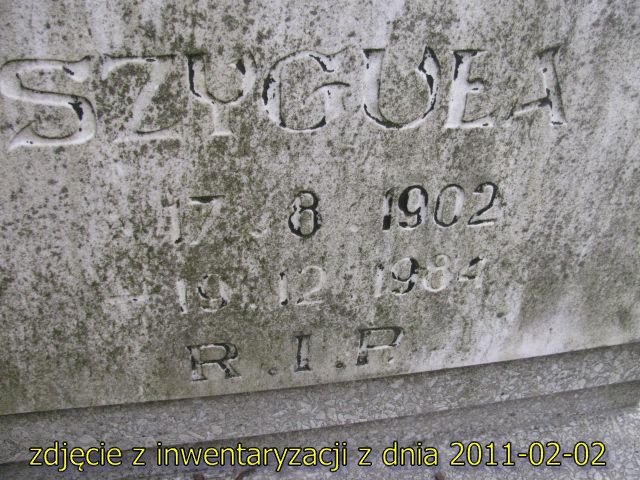 SZYGUŁA
17.8.1902
-19.12.1984
R.I.P.
zdjęcie z inwentaryzacji z dnia 2011-02-02